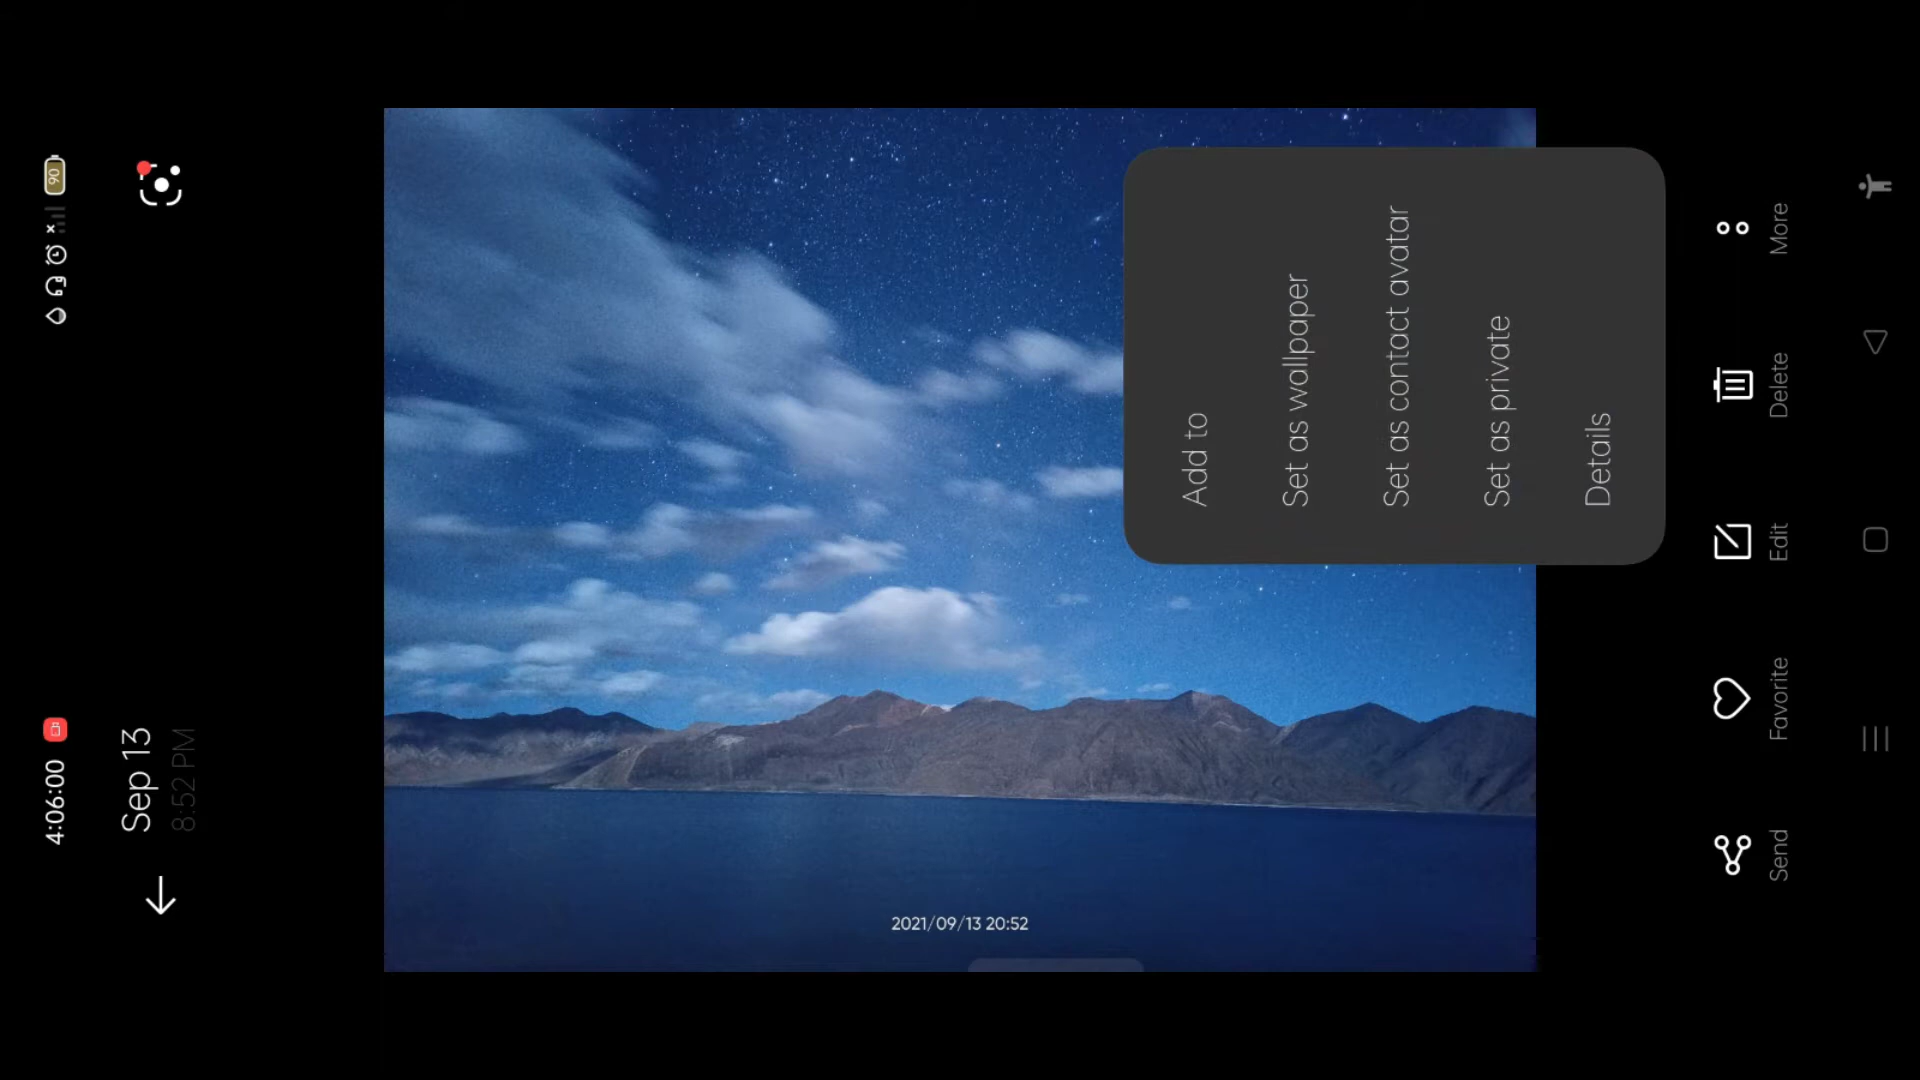 4:06:00
90
Sep 13
8:52 PM
2021/09/13 20:52
Add to
Set as wallpaper
Set as contact avatar
Set as private
Details
Send
Favorite
Edit
Delete
More